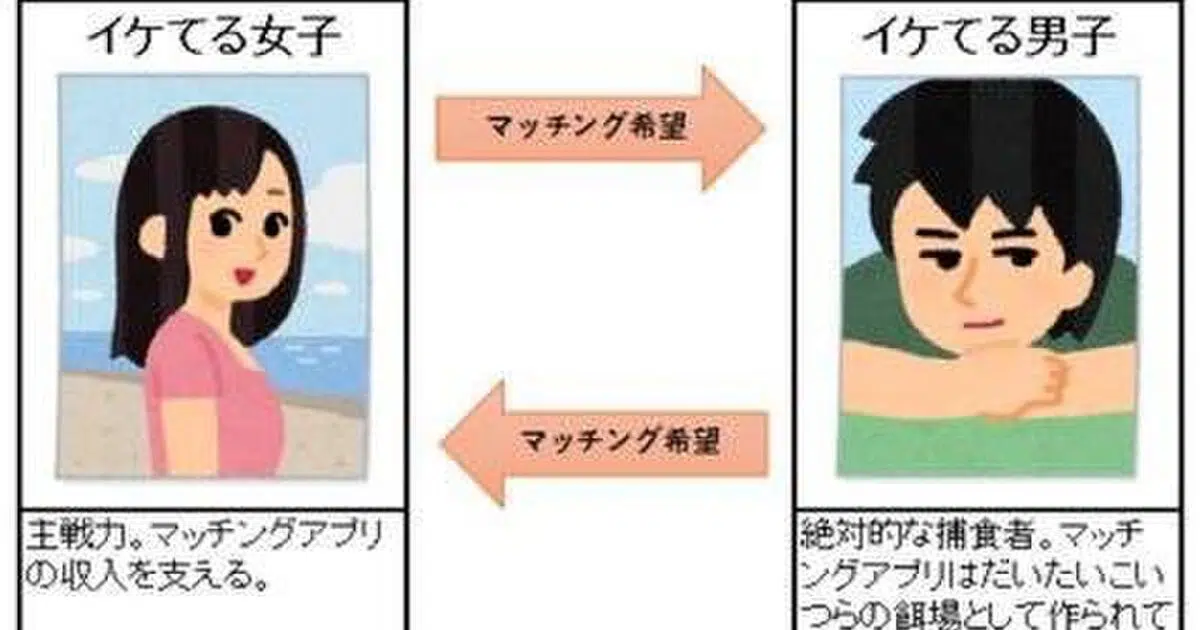 イケてる女子
マッチング希望
イケてる男子
マッチング希望
主戦力。マッチングアプリ
の収入を支える。
絶対的な捕食者。マッチ
ングアプリはだいたいこい
つらの餌場として作られて